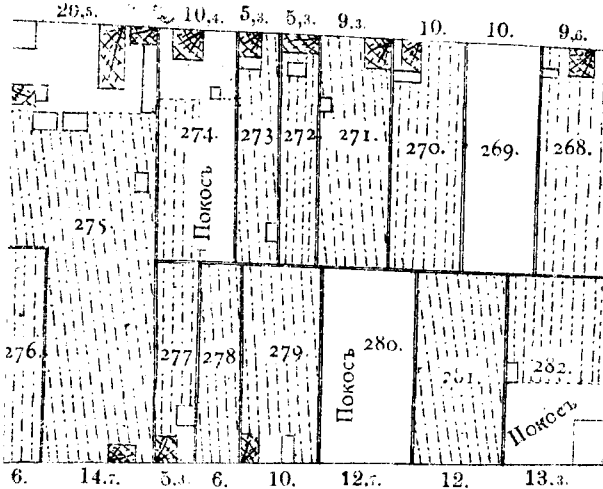 26,5. 10,4. 5,3. 5,3. 9,3. 10. 10. 9,6.
274. 273 272. 271. 270. 269. 268.
Покосъ
275.
276. 277 278. 279. 280. 281. 282.
Покосъ
Покосъ
6. 14,7. 5,3. 6. 10. 12,7. 12. 13,3.